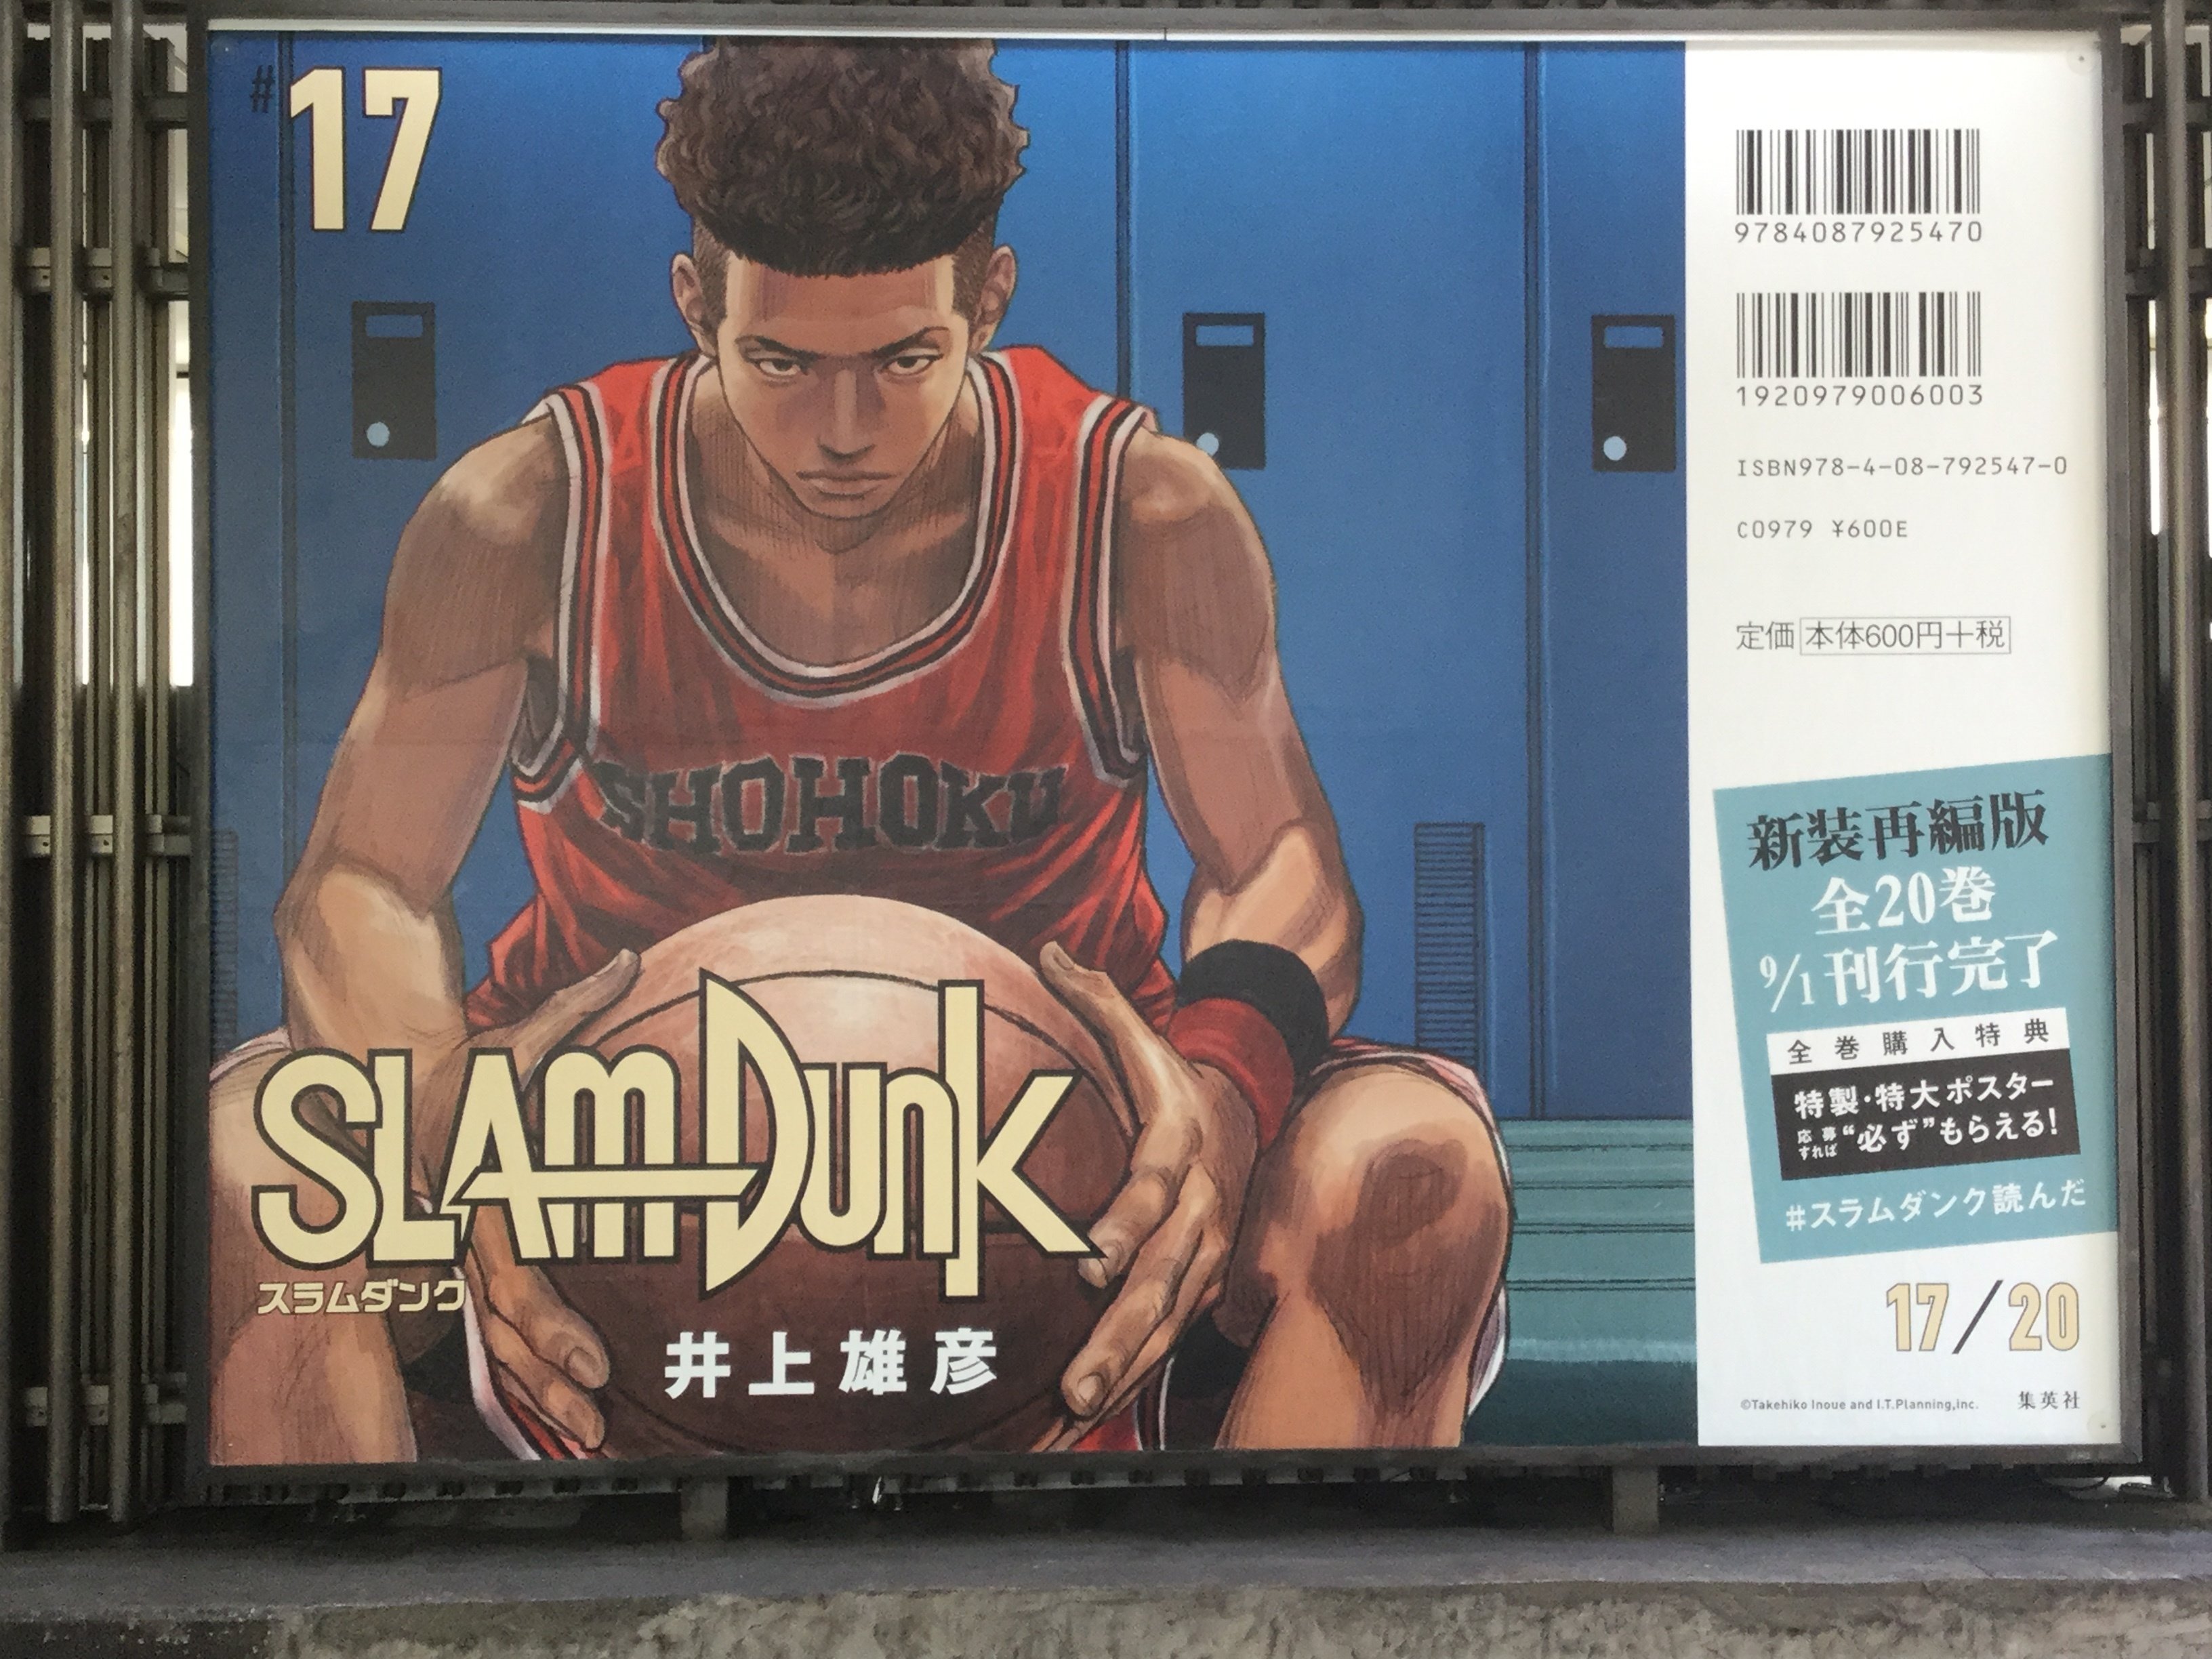 #17
SHOHOKU
SLAM DUNK
スラムダンク
井上雄彦
9784087925470
1920979006003
ISBN978-4-08-792547-0
C0979 ¥600E
定価 本体600円+税
新装再編版
全20巻
9/1刊行完了
全巻購入特典
特製・特大ポスター
応募すれば“必ず”もらえる!
#スラムダンク読んだ
17/20
©Takehiko Inoue and I.T.Planning,inc. 集英社